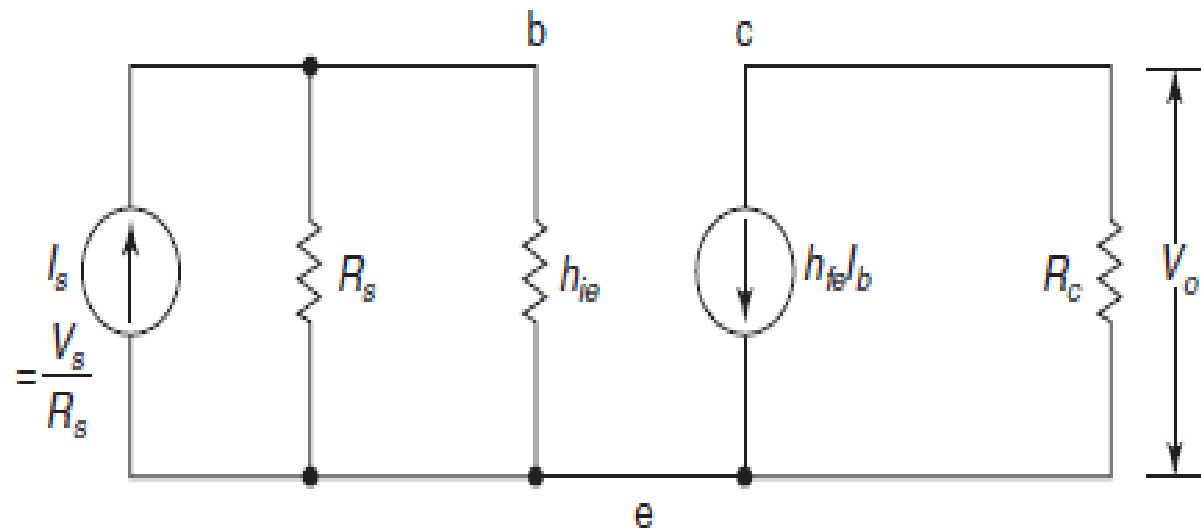 b
c
I_s
R_s
h_ie
h_fe I_b
R_c
V_o
= V_s / R_s
e